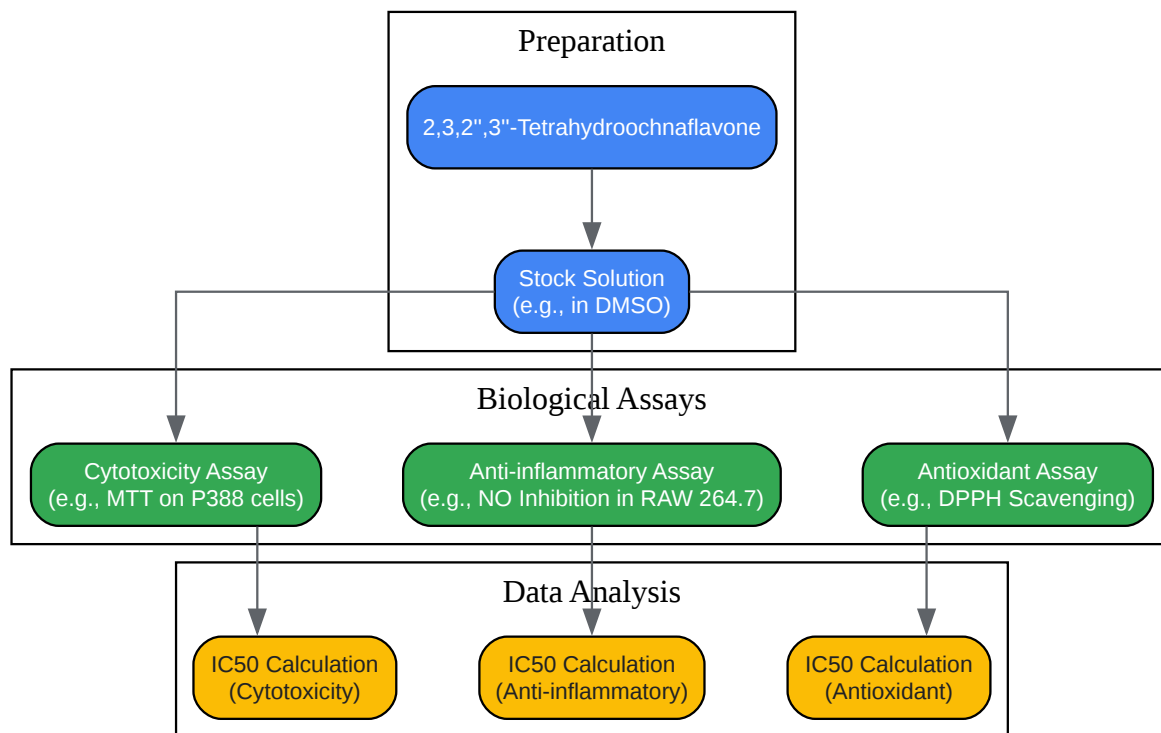 Preparation
2,3,2'',3''-Tetrahydroochnaflavone
Stock Solution
(e.g., in DMSO)
Biological Assays
Cytotoxicity Assay
(e.g., MTT on P388 cells)
Anti-inflammatory Assay
(e.g., NO Inhibition in RAW 264.7)
Antioxidant Assay
(e.g., DPPH Scavenging)
Data Analysis
IC50 Calculation
(Cytotoxicity)
IC50 Calculation
(Anti-inflammatory)
IC50 Calculation
(Antioxidant)